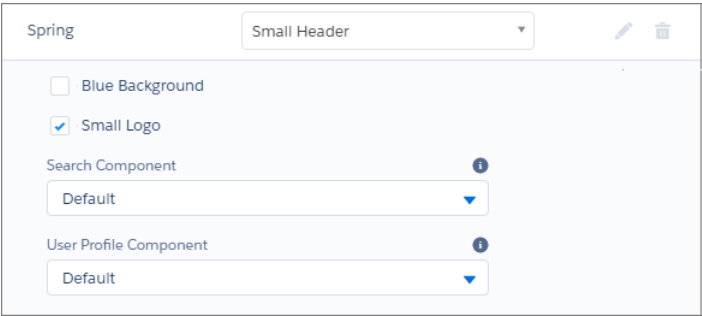 Spring
Small Header
Blue Background
Small Logo
Search Component
Default
User Profile Component
Default